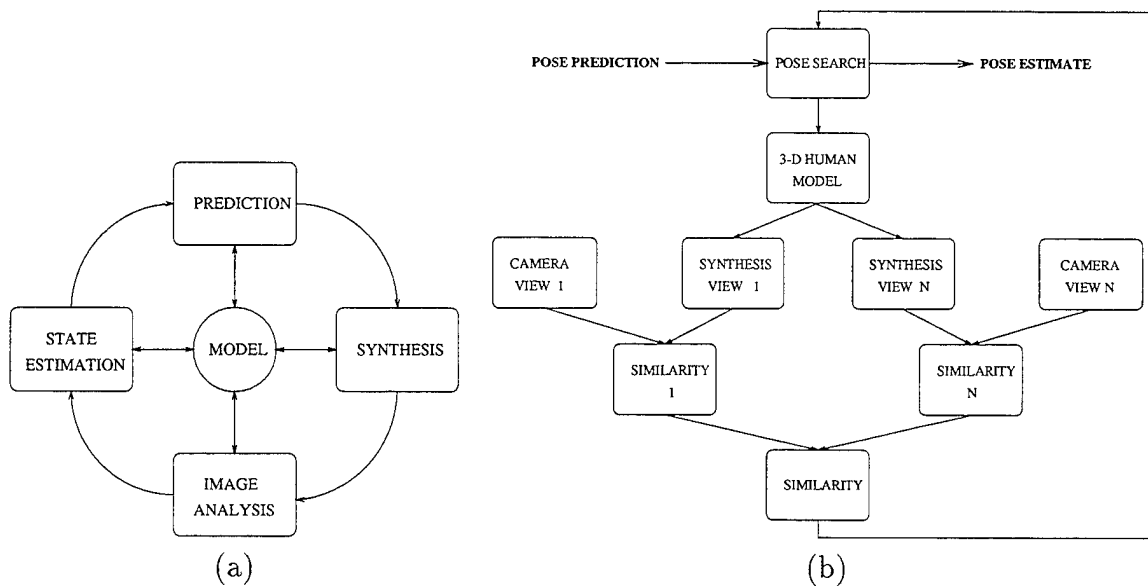 PREDICTION
STATE
ESTIMATION
MODEL
SYNTHESIS
IMAGE
ANALYSIS
(a)
POSE PREDICTION
POSE SEARCH
POSE ESTIMATE
3-D HUMAN
MODEL
CAMERA
VIEW 1
SYNTHESIS
VIEW 1
SYNTHESIS
VIEW N
CAMERA
VIEW N
SIMILARITY
1
SIMILARITY
N
SIMILARITY
(b)